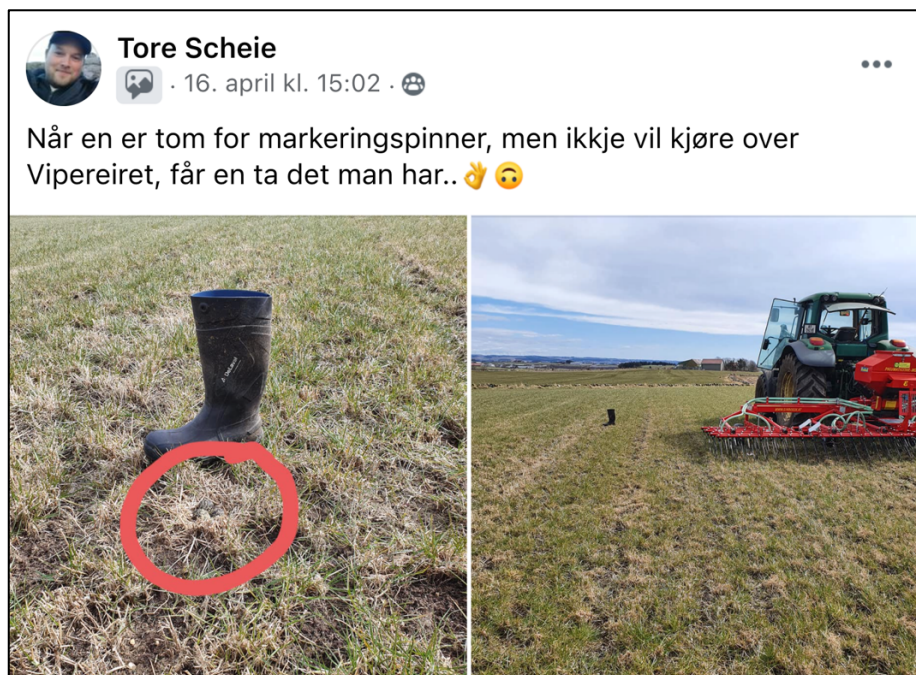 Tore Scheie
· 16. april kl. 15:02 ·
Når en er tom for markeringspinner, men ikkje vil kjøre over
Vipereiret, får en ta det man har..👌🙃